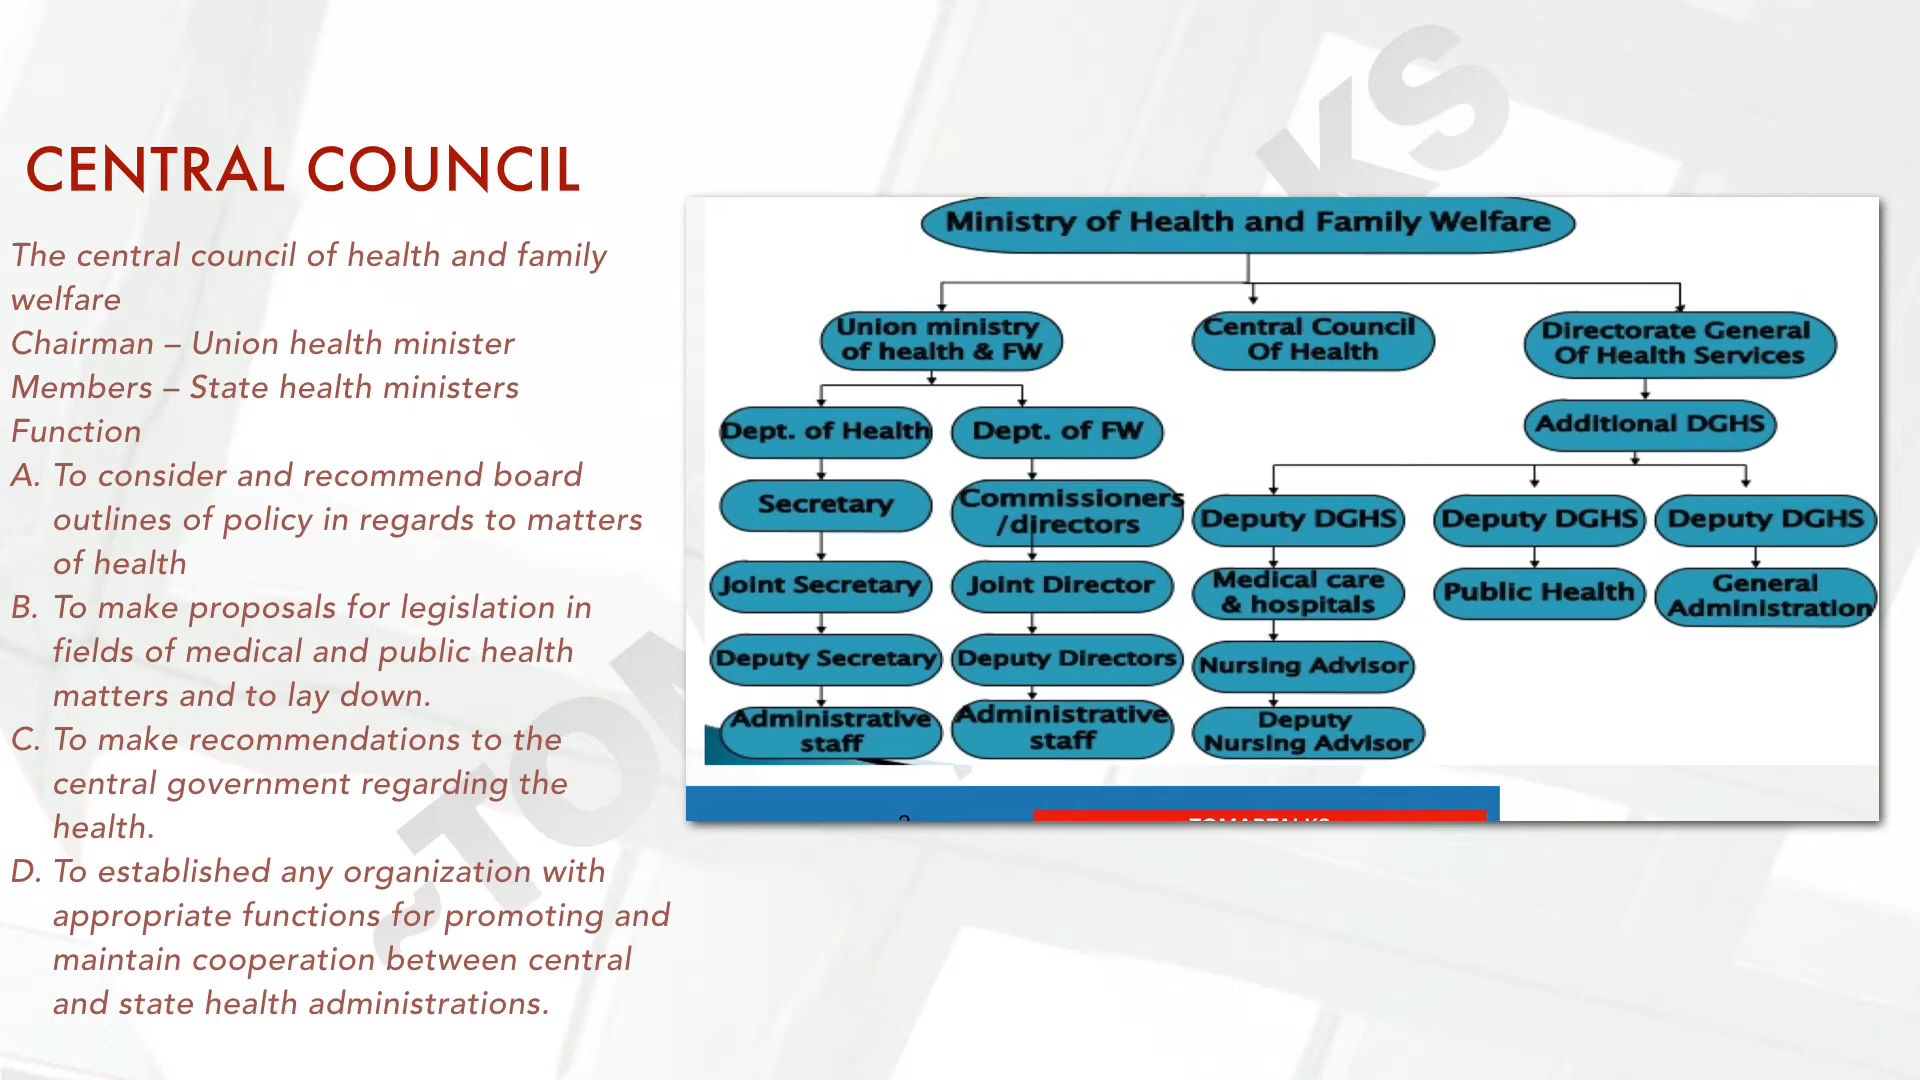 CENTRAL COUNCIL
The central council of health and family
welfare
Chairman – Union health minister
Members – State health ministers
Function
A. To consider and recommend board
outlines of policy in regards to matters
of health
B. To make proposals for legislation in
fields of medical and public health
matters and to lay down.
C. To make recommendations to the
central government regarding the
health.
D. To established any organization with
appropriate functions for promoting and
maintain cooperation between central
and state health administrations.
Ministry of Health and Family Welfare
Union ministry
of health & FW
Central Council
Of Health
Directorate General
Of Health Services
Additional DGHS
Dept. of Health
Dept. of FW
Secretary
Commissioners
/directors
Deputy DGHS
Deputy DGHS
Deputy DGHS
Joint Secretary
Joint Director
Medical care
& hospitals
Public Health
General
Administration
Deputy Secretary
Deputy Directors
Nursing Advisor
Administrative
staff
Administrative
staff
Deputy
Nursing Advisor
TOMARTALKS